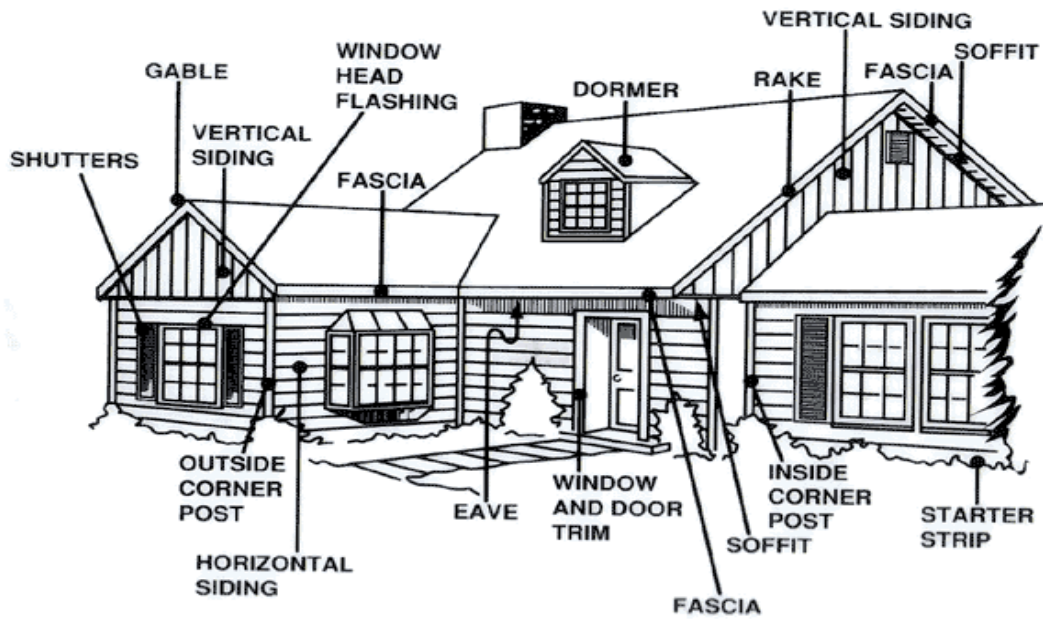 VERTICAL SIDING
SOFFIT
WINDOW
HEAD
FLASHING
GABLE
DORMER
RAKE
FASCIA
VERTICAL
SIDING
SHUTTERS
FASCIA
OUTSIDE
CORNER
POST
EAVE
WINDOW
AND DOOR
TRIM
INSIDE
CORNER
POST
SOFFIT
STARTER
STRIP
HORIZONTAL
SIDING
FASCIA